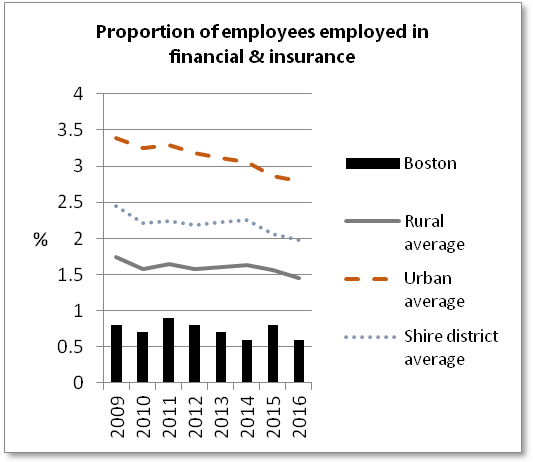 Proportion of employees employed in
financial & insurance
4
3.5
3
2.5
2
1.5
1
0.5
0
%
2009
2010
2011
2012
2013
2014
2015
2016
Boston
Rural
average
Urban
average
Shire district
average